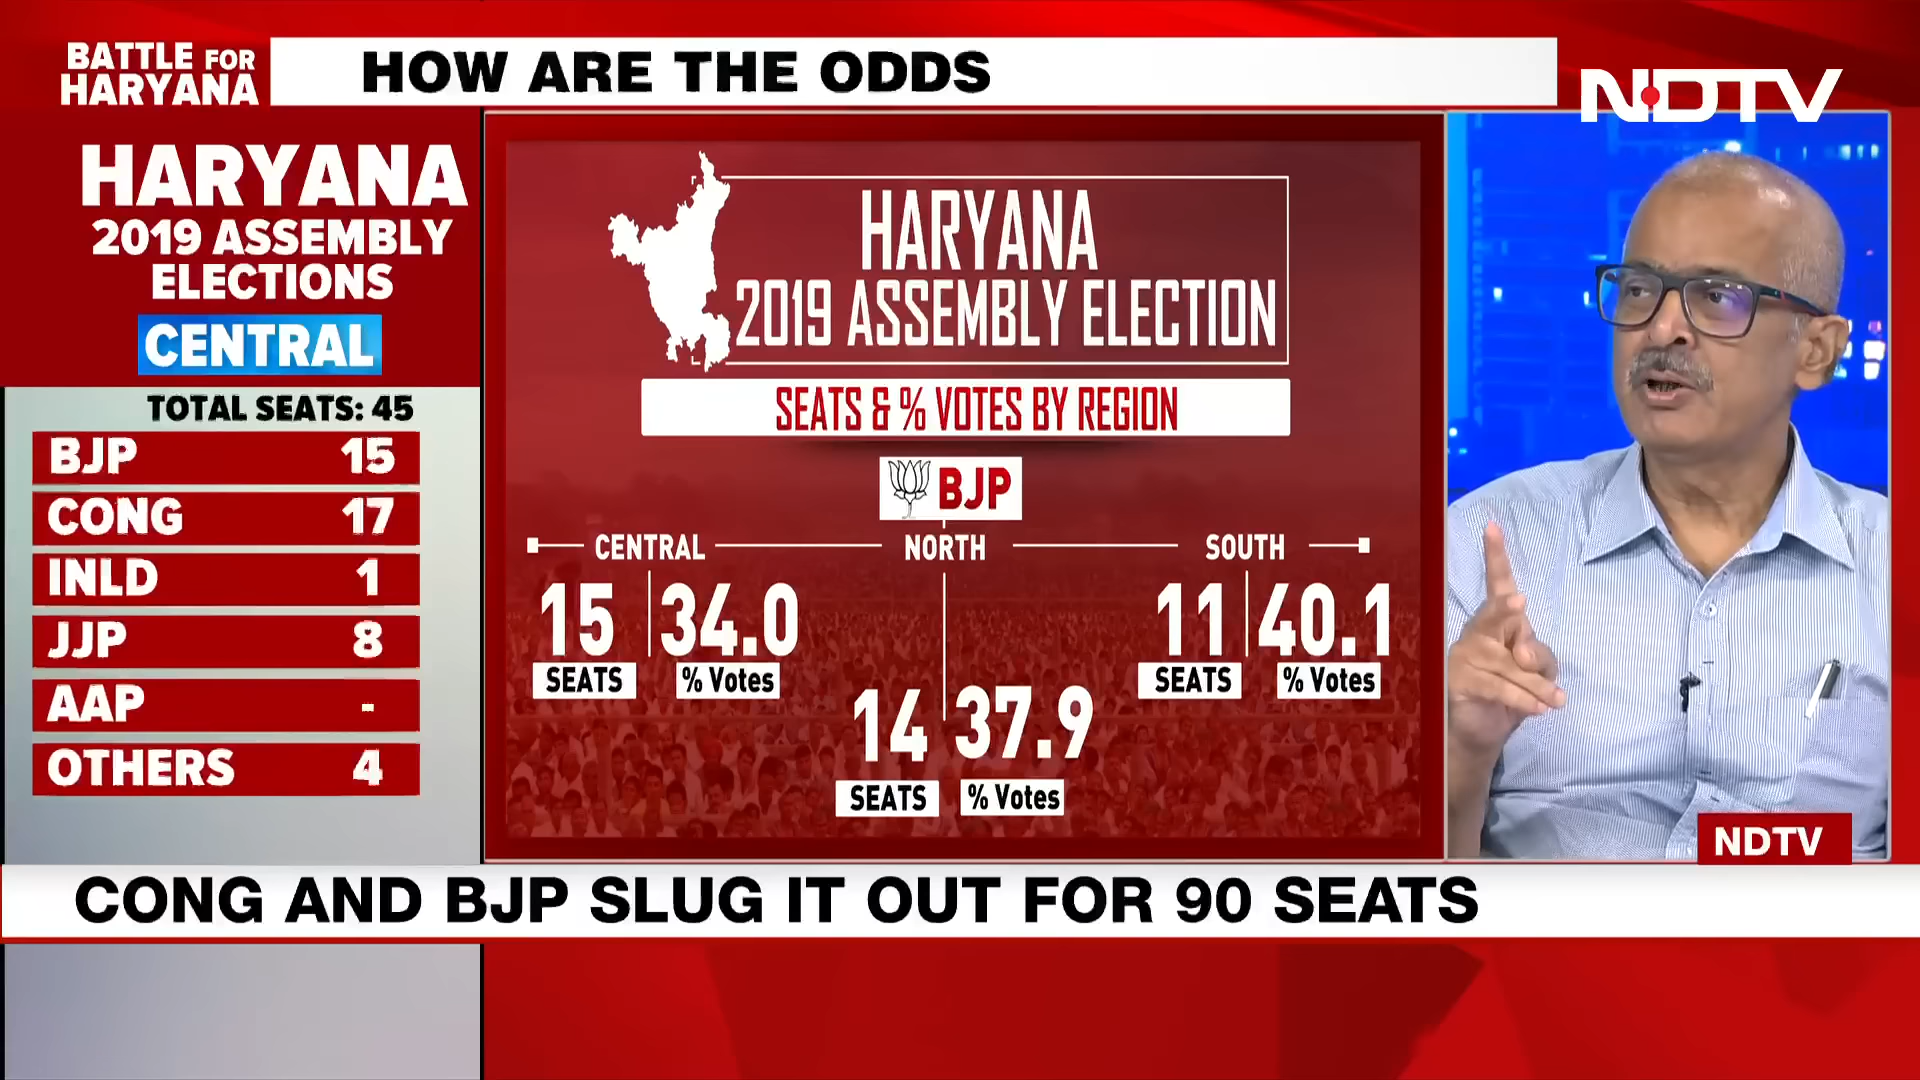 BATTLE FOR
HARYANA
HOW ARE THE ODDS
NDTV
HARYANA
2019 ASSEMBLY
ELECTIONS
CENTRAL
TOTAL SEATS: 45
BJP 15
CONG 17
INLD 1
JJP 8
AAP -
OTHERS 4
HARYANA
2019 ASSEMBLY ELECTION
SEATS & % VOTES BY REGION
BJP
CENTRAL NORTH SOUTH
15 34.0 11 40.1
SEATS % Votes SEATS % Votes
14 37.9
SEATS % Votes
NDTV
CONG AND BJP SLUG IT OUT FOR 90 SEATS